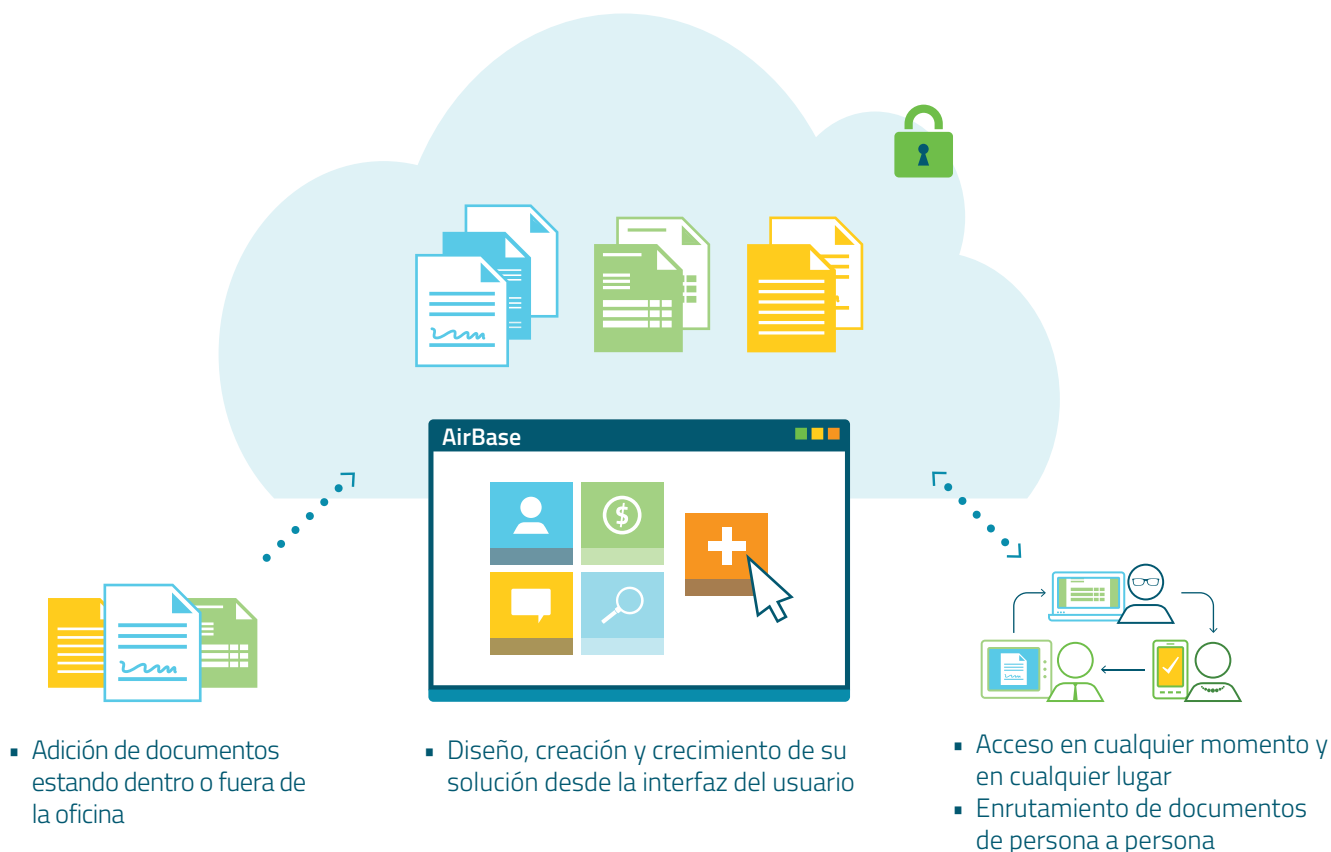 AirBase
$
▪ Adición de documentos
estando dentro o fuera de
la oficina
▪ Diseño, creación y crecimiento de su
solución desde la interfaz del usuario
▪ Acceso en cualquier momento y
en cualquier lugar
▪ Enrutamiento de documentos
de persona a persona